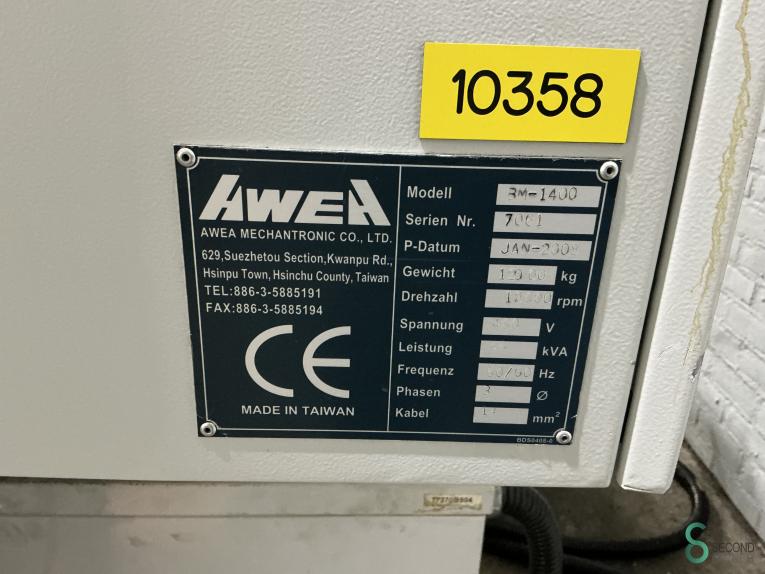 10358
AWEA
AWEA MECHANTRONIC CO., LTD.
629,Suezhetou Section,Kwanpu Rd.,
Hsinpu Town, Hsinchu County, Taiwan
TEL:886-3-5885191
FAX:886-3-5885194
CE
MADE IN TAIWAN
Modell BM-1400
Serien Nr. 7061
P-Datum JAN-2008
Gewicht kg
Drehzahl rpm
Spannung V
Leistung kVA
Frequenz Hz
Phasen 3 Ø
Kabel mm²
SECOND